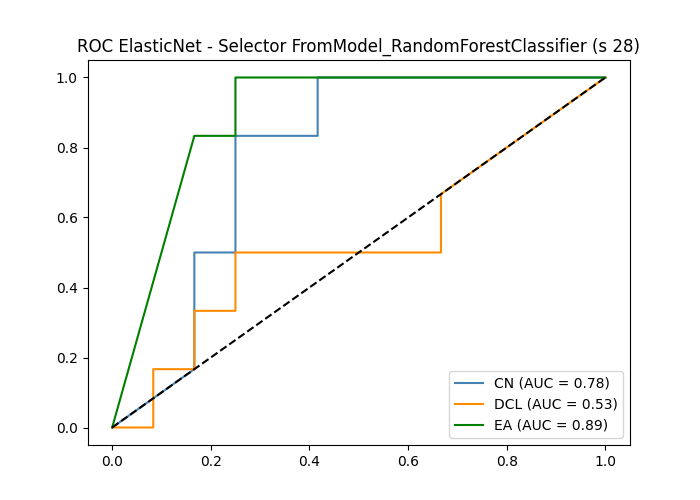 ROC ElasticNet - Selector FromModel_RandomForestClassifier (s 28)
1.0
0.8
0.6
0.4
0.2
0.0
CN (AUC = 0.78)
DCL (AUC = 0.53)
EA (AUC = 0.89)
0.0 0.2 0.4 0.6 0.8 1.0